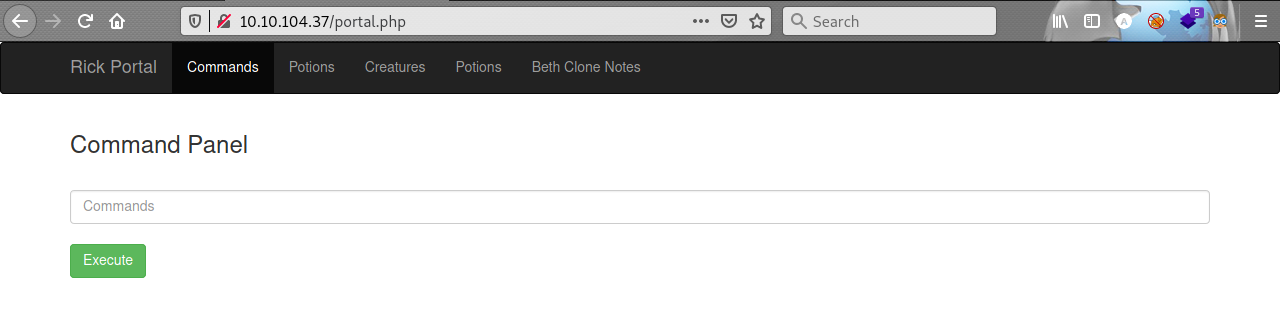 10.10.104.37/portal.php ••• Search A 5
Rick Portal Commands Potions Creatures Potions Beth Clone Notes
Command Panel
Commands
Execute